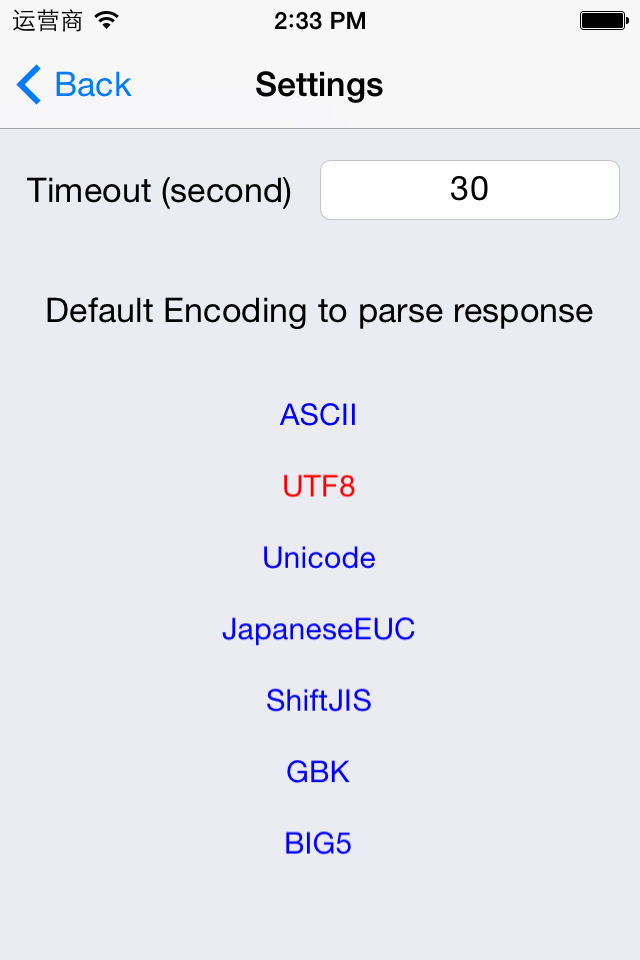 运营商 2:33 PM
Back Settings
Timeout (second) 30
Default Encoding to parse response
ASCII
UTF8
Unicode
JapaneseEUC
ShiftJIS
GBK
BIG5